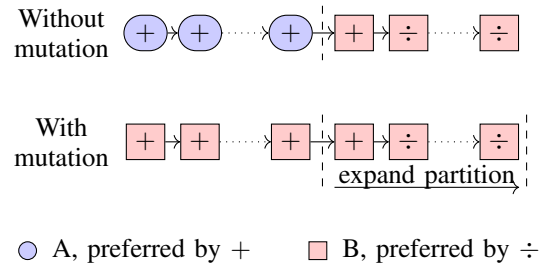 Without
mutation
+ + + + ÷ ÷
With
mutation
+ + + + ÷ ÷
expand partition
A, preferred by +
B, preferred by ÷